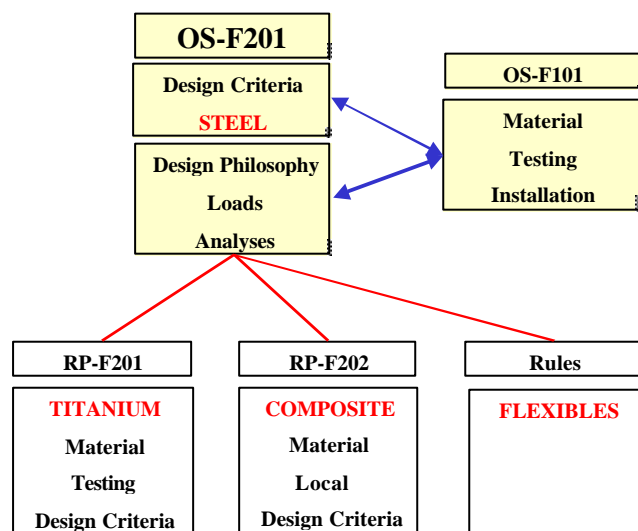 OS-F201
Design Criteria
STEEL
Design Philosophy
Loads
Analyses
OS-F101
Material
Testing
Installation
RP-F201
TITANIUM
Material
Testing
Design Criteria
RP-F202
COMPOSITE
Material
Local
Design Criteria
Rules
FLEXIBLES